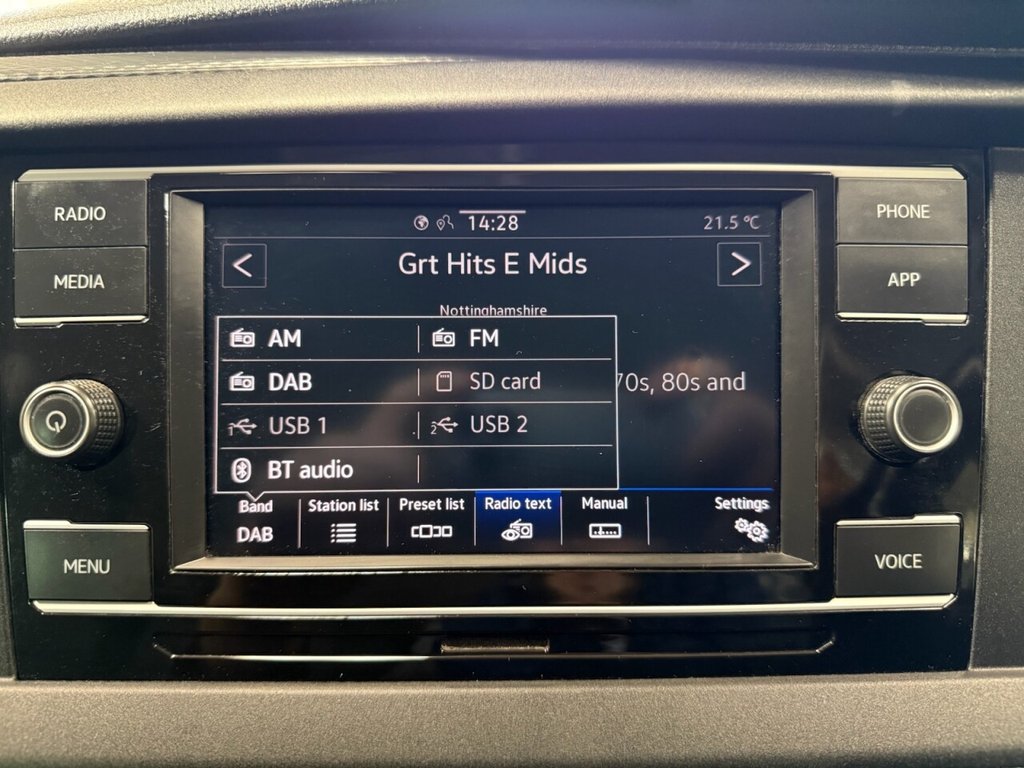 RADIO
MEDIA
MENU
14:28
21.5 °C
< Grt Hits E Mids >
Nottinghamshire
AM FM
DAB SD card
70s, 80s and
1 USB 1 2 USB 2
BT audio
Band Station list Preset list Radio text Manual Settings
DAB
PHONE
APP
VOICE